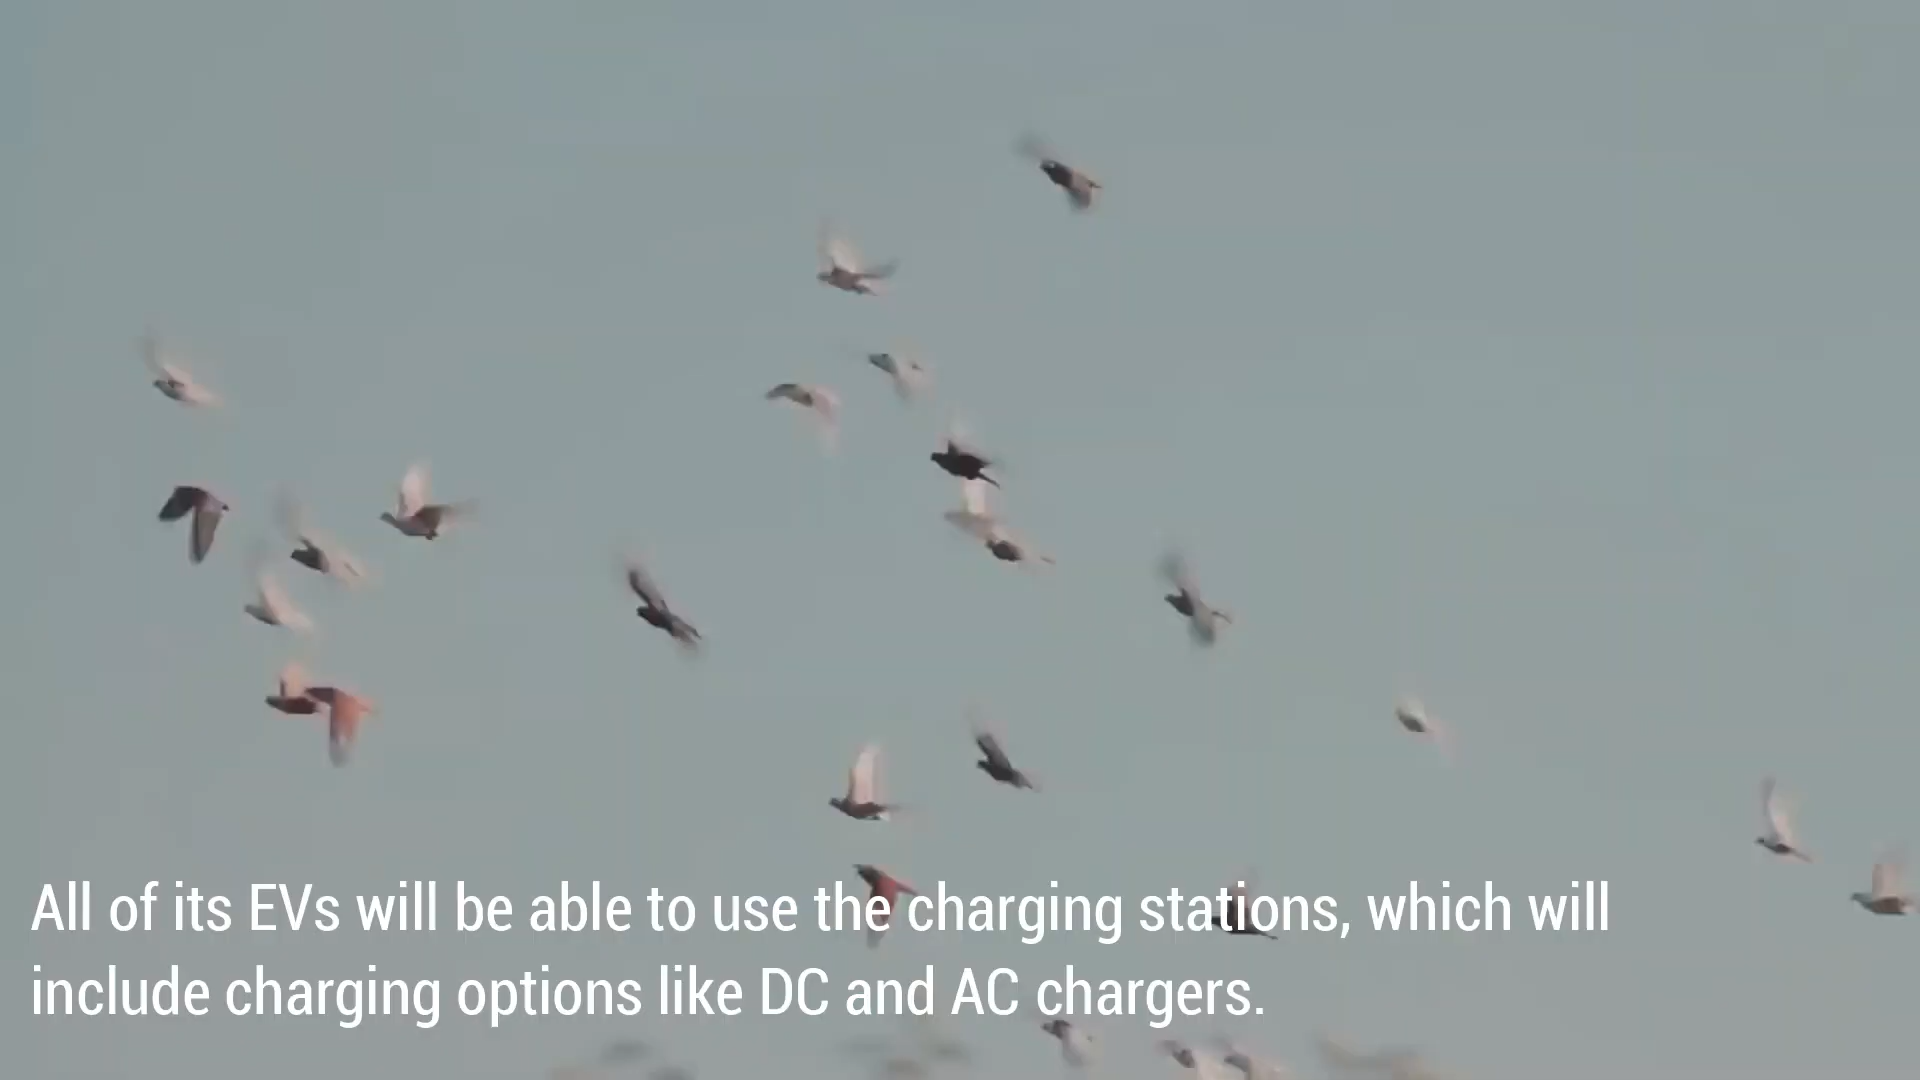 All of its EVs will be able to use the charging stations, which will
include charging options like DC and AC chargers.